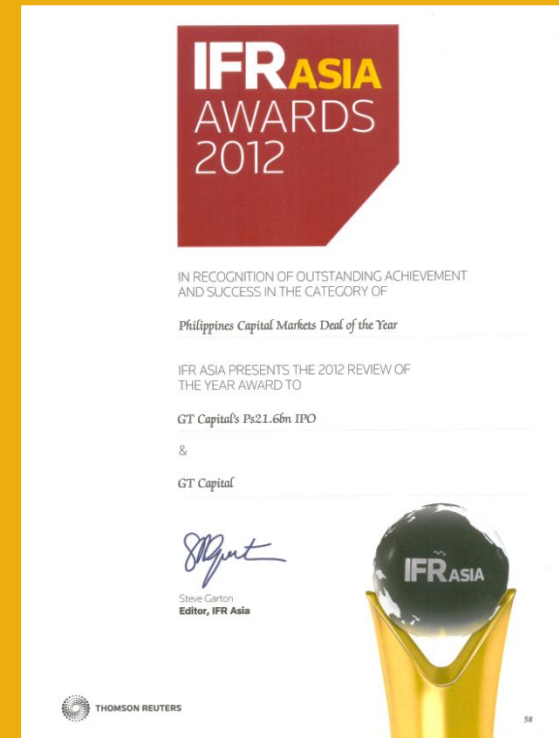 IFR ASIA
AWARDS
2012
IN RECOGNITION OF OUTSTANDING ACHIEVEMENT
AND SUCCESS IN THE CATEGORY OF
Philippines Capital Markets Deal of the Year
IFR ASIA PRESENTS THE 2012 REVIEW OF
THE YEAR AWARD TO
GT Capital's Ps21.6bn IPO
&
GT Capital
IFR ASIA
Steve Garton
Editor, IFR Asia
THOMSON REUTERS
58